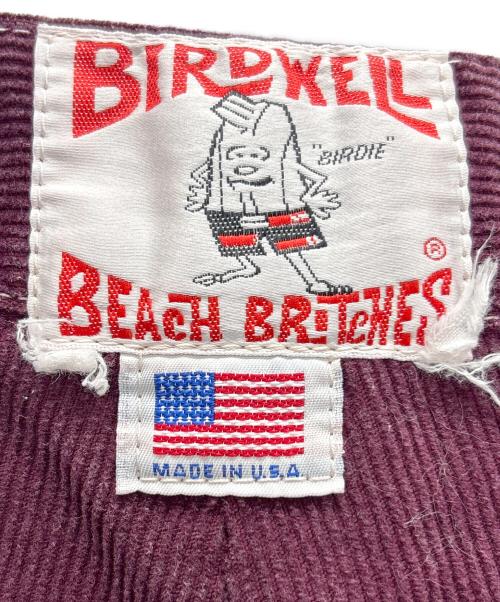 BIRDWELL
"BIRDIE"
®
BEACH BRITCHES
MADE IN U.S.A.